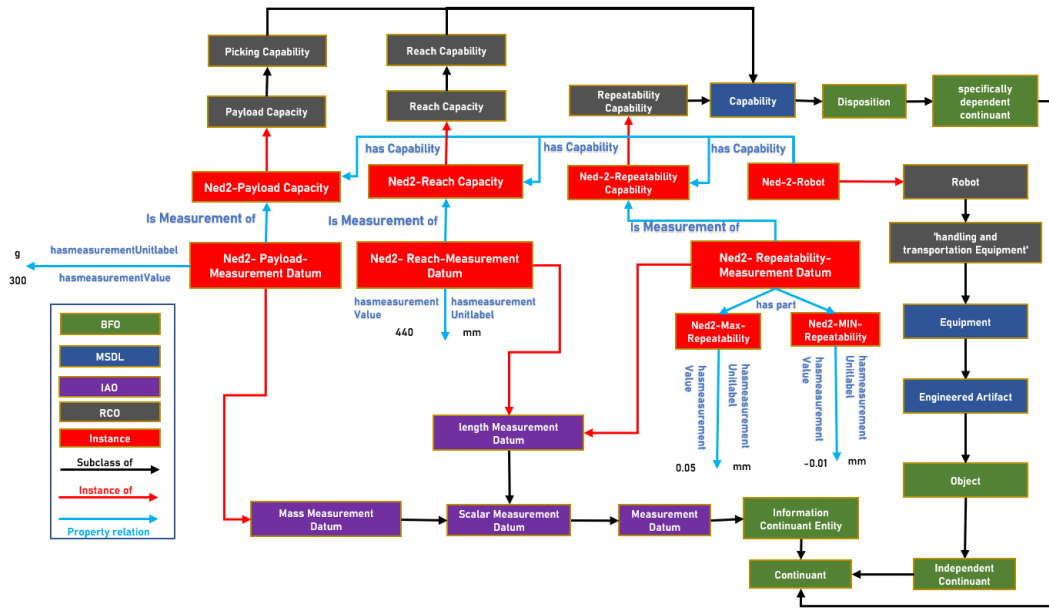 Picking Capability
Reach Capability
Payload Capacity
Reach Capacity
Repeatability
Capability
Capability
Disposition
specifically
dependent
continuant
has Capability
has Capability
has Capability
Ned2-Payload Capacity
Ned2-Reach Capacity
Ned-2-Repeatability
Capability
Ned-2-Robot
Robot
Is Measurement of
Is Measurement of
Is Measurement of
'handling and
transportation Equipment'
g
300
hasmeasurementUnitlabel
hasmeasurementValue
Ned2- Payload-
Measurement Datum
Ned2- Reach-Measurement
Datum
Ned2- Repeatability-
Measurement Datum
hasmeasurement
Value
hasmeasurement
Unitlabel
440
mm
has part
Ned2-Max-
Repeatability
Ned2-MIN-
Repeatability
Equipment
BFO
MSDL
IAO
RCO
Instance
Subclass of
Instance of
Property relation
hasmeasurement
Value
hasmeasurement
Unitlabel
hasmeasurement
Value
hasmeasurement
Unitlabel
Engineered Artifact
length Measurement
Datum
0.05
mm
-0.01
mm
Object
Mass Measurement
Datum
Scalar Measurement
Datum
Measurement
Datum
Information
Continuant Entity
Continuant
Independent
Continuant